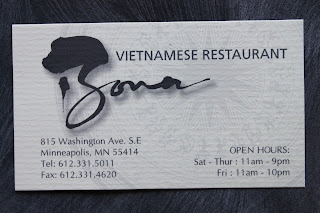 VIETNAMESE RESTAURANT
Bona
815 Washington Ave. S.E
Minneapolis, MN 55414
Tel: 612.331.5011
Fax: 612.331.4620
OPEN HOURS:
Sat - Thur : 11am - 9pm
Fri : 11am - 10pm